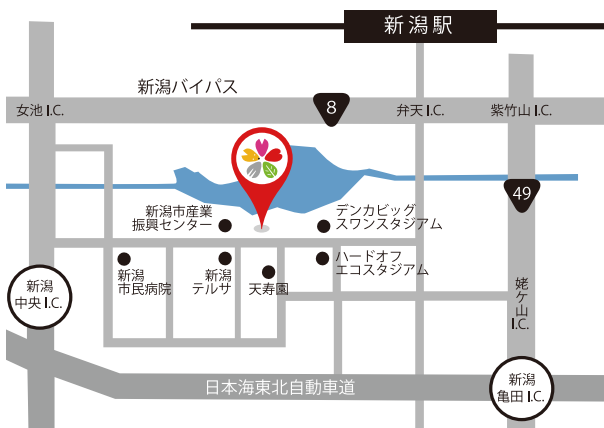 新潟駅
新潟バイパス
8
女池 I.C.
弁天 I.C.
紫竹山 I.C.
49
新潟市産業
振興センター
デンカビッグ
スワンスタジアム
新潟
市民病院
新潟
テルサ
天寿園
ハードオフ
エコスタジアム
新潟
中央 I.C.
姥ケ山
I.C.
日本海東北自動車道
新潟
亀田 I.C.